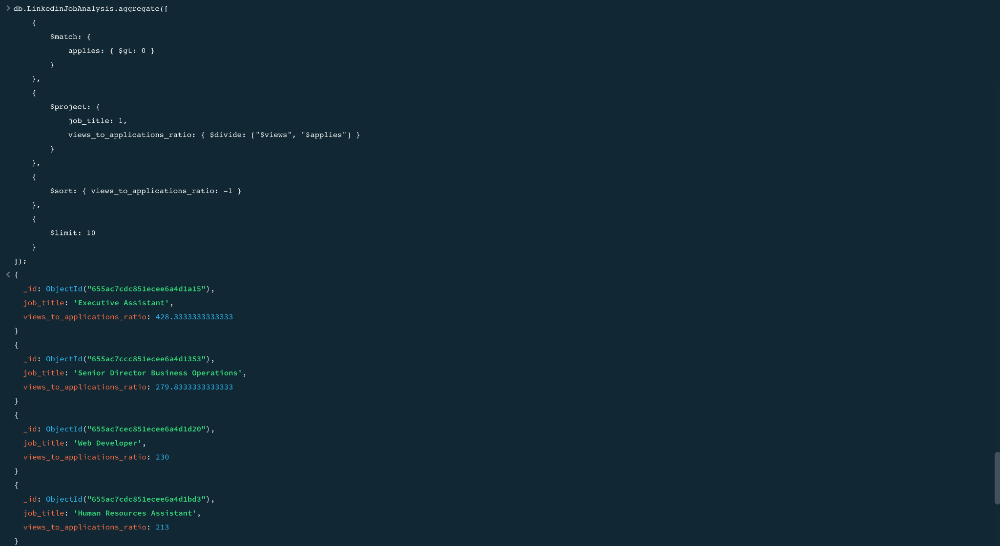 db.LinkedinJobAnalysis.aggregate([
{
$match: {
applies: { $gt: 0 }
}
},
{
$project: {
job_title: 1,
views_to_applications_ratio: { $divide: ["$views", "$applies"] }
}
},
{
$sort: { views_to_applications_ratio: -1 }
},
{
$limit: 10
}
]);
{
_id: ObjectId("655ac7cdc851ecee6a4d1a15"),
job_title: 'Executive Assistant',
views_to_applications_ratio: 428.3333333333333
}
{
_id: ObjectId("655ac7ccc851ecee6a4d1353"),
job_title: 'Senior Director Business Operations',
views_to_applications_ratio: 279.8333333333333
}
{
_id: ObjectId("655ac7cec851ecee6a4d1d20"),
job_title: 'Web Developer',
views_to_applications_ratio: 230
}
{
_id: ObjectId("655ac7cdc851ecee6a4d1bd3"),
job_title: 'Human Resources Assistant',
views_to_applications_ratio: 213
}